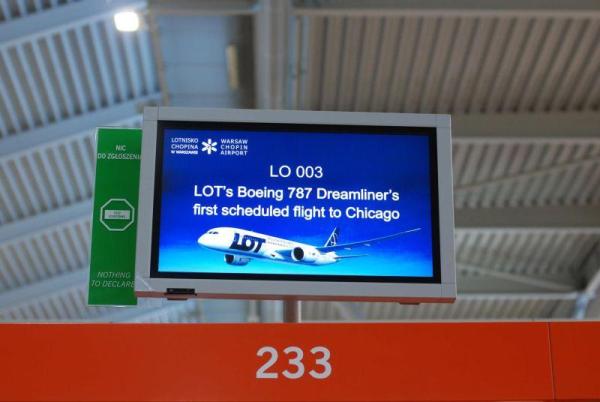 LOTNISKO
CHOPINA
W WARSZAWIE
WARSAW
CHOPIN
AIRPORT
NIC
DO ZGŁOSZENIA
LO 003
LOT's Boeing 787 Dreamliner's
first scheduled flight to Chicago
LOT
NOTHING
TO DECLARE
233